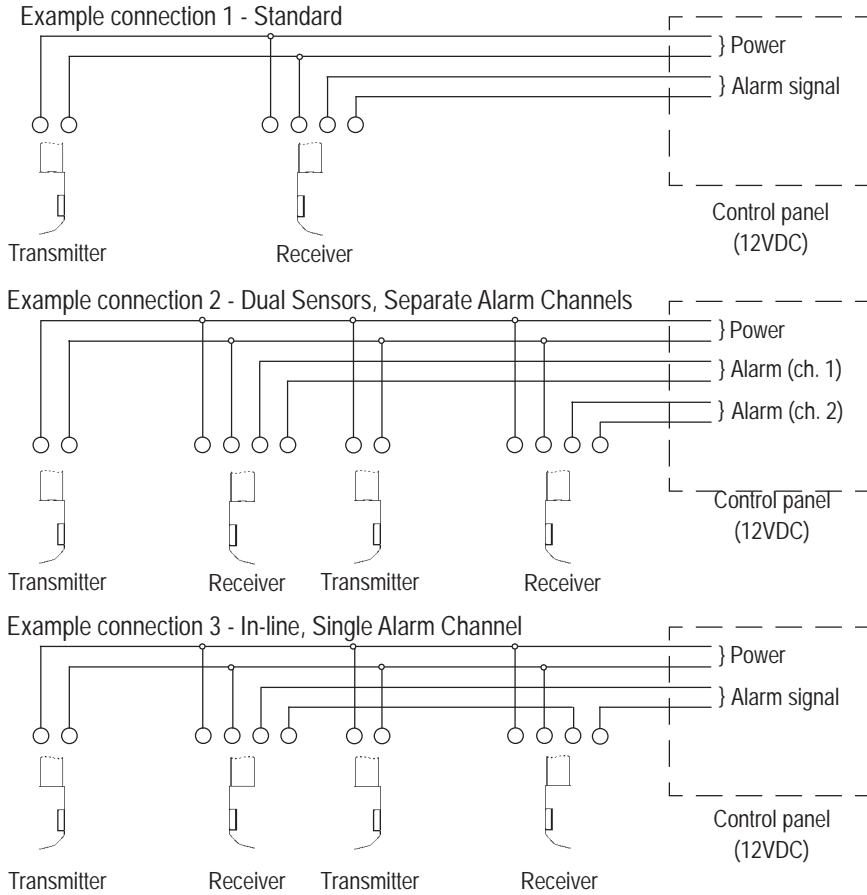 Example connection 1 - Standard
} Power
} Alarm signal
Control panel
(12VDC)
Transmitter
Receiver
Example connection 2 - Dual Sensors, Separate Alarm Channels
} Power
} Alarm (ch. 1)
} Alarm (ch. 2)
Control panel
(12VDC)
Transmitter
Receiver
Transmitter
Receiver
Example connection 3 - In-line, Single Alarm Channel
} Power
} Alarm signal
Control panel
(12VDC)
Transmitter
Receiver
Transmitter
Receiver